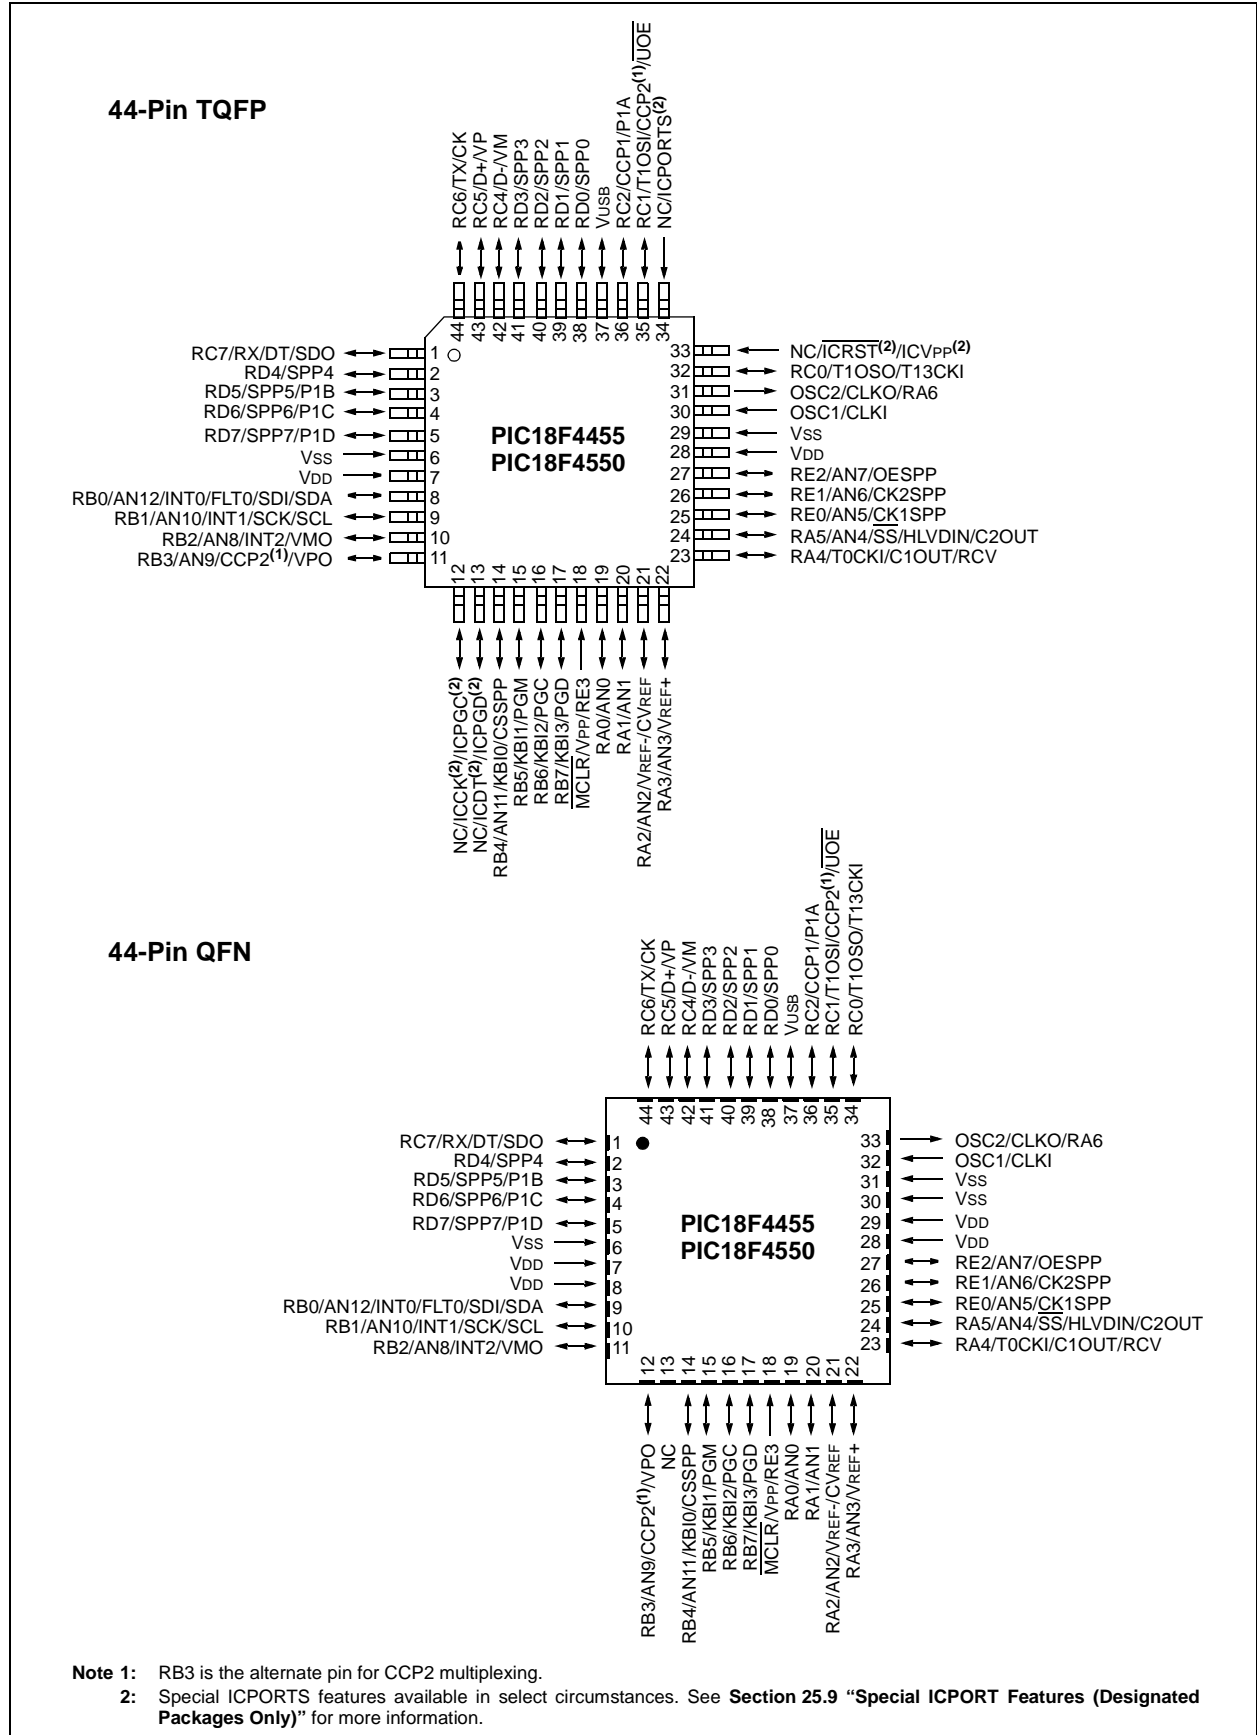 44-Pin TQFP
RC6/TX/CK
RC5/D+/VP
RC4/D-/VM
RD3/SPP3
RD2/SPP2
RD1/SPP1
RD0/SPP0
VUSB
RC2/CCP1/P1A
RC1/T1OSI/CCP2(1)/UOE
NC/ICPORTS(2)
44 43 42 41 40 39 38 37 36 35 34
RC7/RX/DT/SDO 1
RD4/SPP4 2
RD5/SPP5/P1B 3
RD6/SPP6/P1C 4
RD7/SPP7/P1D 5
VSS 6
VDD 7
RB0/AN12/INT0/FLT0/SDI/SDA 8
RB1/AN10/INT1/SCK/SCL 9
RB2/AN8/INT2/VMO 10
RB3/AN9/CCP2(1)/VPO 11
PIC18F4455
PIC18F4550
33 NC/ICRST(2)/ICVPP(2)
32 RC0/T1OSO/T13CKI
31 OSC2/CLKO/RA6
30 OSC1/CLKI
29 VSS
28 VDD
27 RE2/AN7/OESPP
26 RE1/AN6/CK2SPP
25 RE0/AN5/CK1SPP
24 RA5/AN4/SS/HLVDIN/C2OUT
23 RA4/T0CKI/C1OUT/RCV
12 13 14 15 16 17 18 19 20 21 22
NC/ICCK(2)/ICPGC(2)
NC/ICDT(2)/ICPGD(2)
RB4/AN11/KBI0/CSSPP
RB5/KBI1/PGM
RB6/KBI2/PGC
RB7/KBI3/PGD
MCLR/VPP/RE3
RA0/AN0
RA1/AN1
RA2/AN2/VREF-/CVREF
RA3/AN3/VREF+
44-Pin QFN
RC6/TX/CK
RC5/D+/VP
RC4/D-/VM
RD3/SPP3
RD2/SPP2
RD1/SPP1
RD0/SPP0
VUSB
RC2/CCP1/P1A
RC1/T1OSI/CCP2(1)/UOE
RC0/T1OSO/T13CKI
44 43 42 41 40 39 38 37 36 35 34
RC7/RX/DT/SDO 1
RD4/SPP4 2
RD5/SPP5/P1B 3
RD6/SPP6/P1C 4
RD7/SPP7/P1D 5
VSS 6
VDD 7
VDD 8
RB0/AN12/INT0/FLT0/SDI/SDA 9
RB1/AN10/INT1/SCK/SCL 10
RB2/AN8/INT2/VMO 11
PIC18F4455
PIC18F4550
33 OSC2/CLKO/RA6
32 OSC1/CLKI
31 VSS
30 VSS
29 VDD
28 VDD
27 RE2/AN7/OESPP
26 RE1/AN6/CK2SPP
25 RE0/AN5/CK1SPP
24 RA5/AN4/SS/HLVDIN/C2OUT
23 RA4/T0CKI/C1OUT/RCV
12 13 14 15 16 17 18 19 20 21 22
RB3/AN9/CCP2(1)/VPO
NC
RB4/AN11/KBI0/CSSPP
RB5/KBI1/PGM
RB6/KBI2/PGC
RB7/KBI3/PGD
MCLR/VPP/RE3
RA0/AN0
RA1/AN1
RA2/AN2/VREF-/CVREF
RA3/AN3/VREF+
Note 1: RB3 is the alternate pin for CCP2 multiplexing.
2: Special ICPORTS features available in select circumstances. See Section 25.9 “Special ICPORT Features (Designated
Packages Only)” for more information.